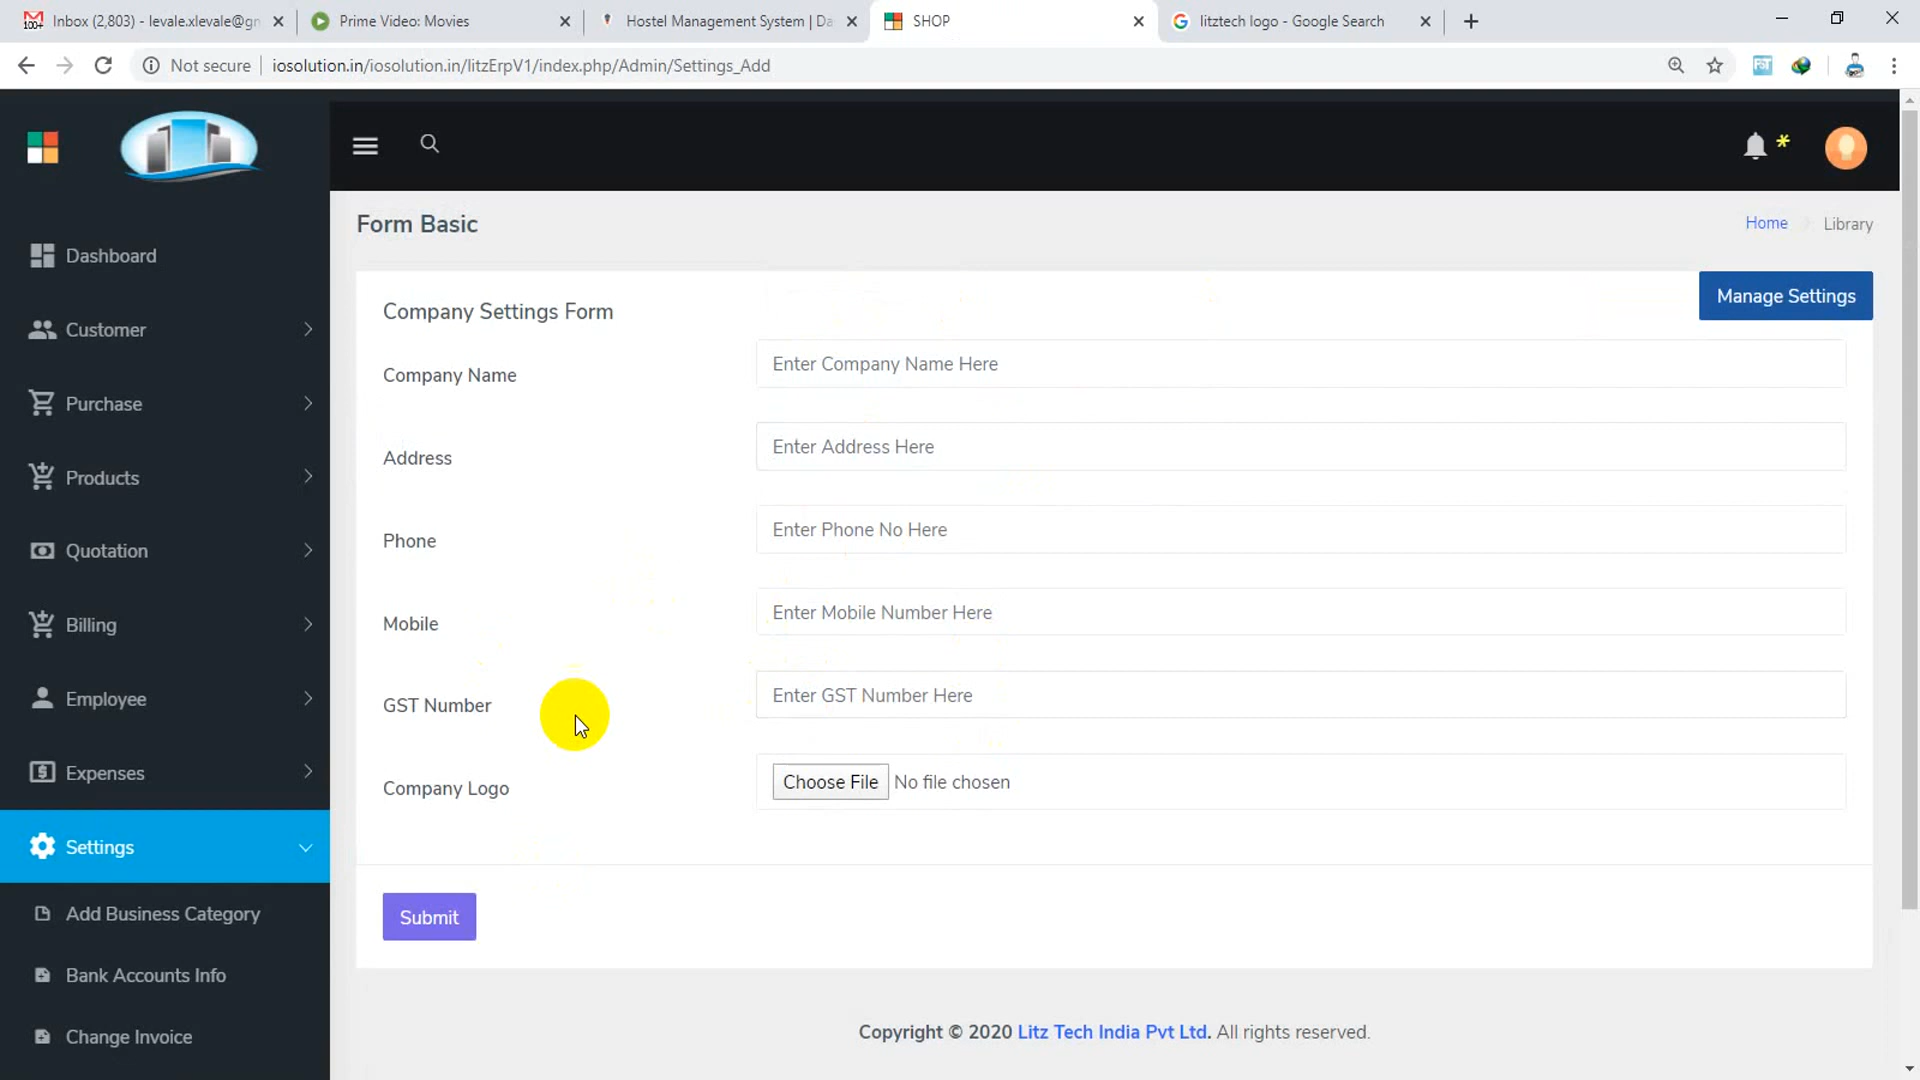 Inbox (2,803) - levale.xlevale@gm
Prime Video: Movies
Hostel Management System | Da
SHOP
litztech logo - Google Search
Not secure
iosolution.in/iosolution.in/litzErpV1/index.php/Admin/Settings_Add
Dashboard
Customer
Purchase
Products
Quotation
Billing
Employee
Expenses
Settings
Add Business Category
Bank Accounts Info
Change Invoice
Form Basic
Home
Library
Manage Settings
Company Settings Form
Company Name
Enter Company Name Here
Address
Enter Address Here
Phone
Enter Phone No Here
Mobile
Enter Mobile Number Here
GST Number
Enter GST Number Here
Company Logo
Choose File No file chosen
Submit
Copyright © 2020 Litz Tech India Pvt Ltd. All rights reserved.